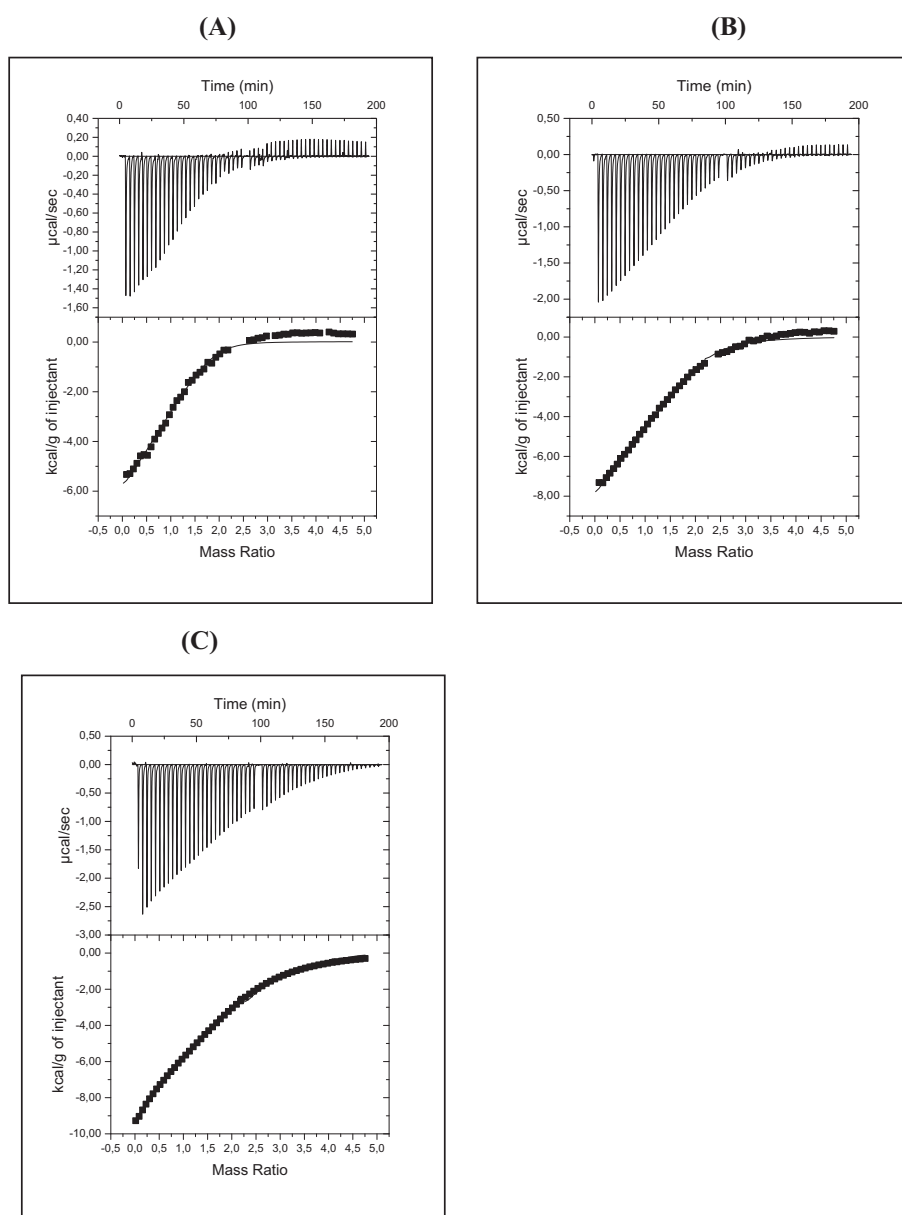 (A)
Time (min)
0 50 100 150 200
0,40
0,20
0,00
-0,20
-0,40
-0,60
-0,80
-1,00
-1,20
-1,40
-1,60
µcal/sec
0,00
-2,00
-4,00
-6,00
kcal/g of injectant
-0,5 0,0 0,5 1,0 1,5 2,0 2,5 3,0 3,5 4,0 4,5 5,0
Mass Ratio
(B)
Time (min)
0 50 100 150 200
0,50
0,00
-0,50
-1,00
-1,50
-2,00
µcal/sec
0,00
-2,00
-4,00
-6,00
-8,00
kcal/g of injectant
-0,5 0,0 0,5 1,0 1,5 2,0 2,5 3,0 3,5 4,0 4,5 5,0
Mass Ratio
(C)
Time (min)
0 50 100 150 200
0,50
0,00
-0,50
-1,00
-1,50
-2,00
-2,50
-3,00
µcal/sec
0,00
-2,00
-4,00
-6,00
-8,00
-10,00
kcal/g of injectant
-0,5 0,0 0,5 1,0 1,5 2,0 2,5 3,0 3,5 4,0 4,5 5,0
Mass Ratio